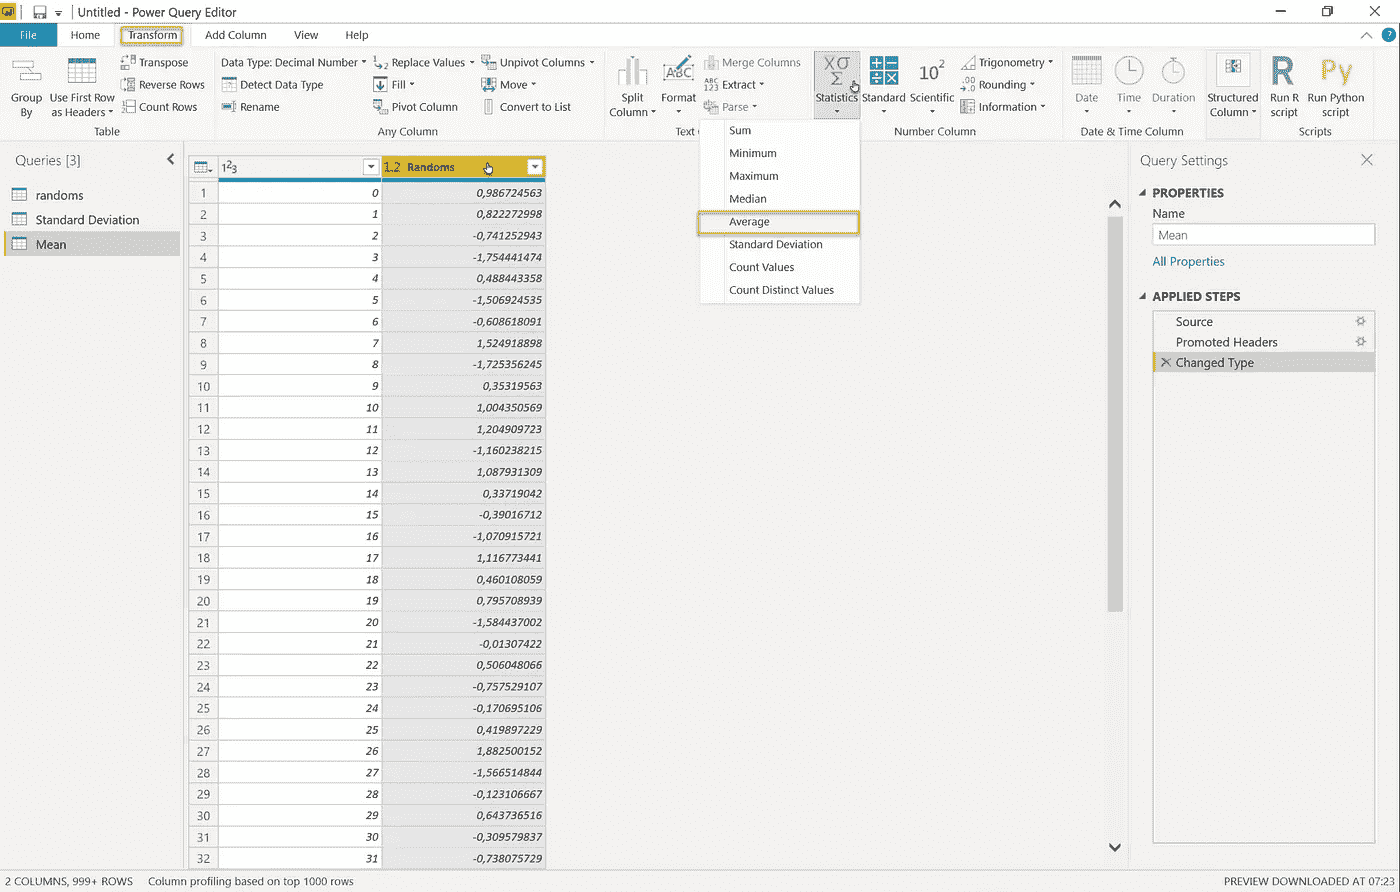 Untitled - Power Query Editor
File Home Transform Add Column View Help
Group By
Use First Row as Headers
Transpose
Reverse Rows
Count Rows
Table
Data Type: Decimal Number
Detect Data Type
Rename
Replace Values
Fill
Pivot Column
Unpivot Columns
Move
Convert to List
Any Column
Split Column
Format
ABC
Merge Columns
ABC 123 Extract
Parse
Text C
Xσ Σ
Statistics
Standard
10²
Scientific
Trigonometry
.00 Rounding
Information
Number Column
Date
Time
Duration
Date & Time Column
Structured Column
R
Run R script
Py
Run Python script
Scripts
Sum
Minimum
Maximum
Median
Average
Standard Deviation
Count Values
Count Distinct Values
Queries [3]
randoms
Standard Deviation
Mean
1²3 1.2 Randoms
1 0 0,986724563
2 1 0,822272998
3 2 -0,741252943
4 3 -1,754441474
5 4 0,488443358
6 5 -1,506924535
7 6 -0,608618091
8 7 1,524918898
9 8 -1,725356245
10 9 0,35319563
11 10 1,004350569
12 11 1,204909723
13 12 -1,160238215
14 13 1,087931309
15 14 0,33719042
16 15 -0,39016712
17 16 -1,070915721
18 17 1,116773441
19 18 0,460108059
20 19 0,795708939
21 20 -1,584437002
22 21 -0,01307422
23 22 0,506048066
24 23 -0,757529107
25 24 -0,170695106
26 25 0,419897229
27 26 1,882500152
28 27 -1,566514844
29 28 -0,123106667
30 29 0,643736516
31 30 -0,309579837
32 31 -0,738075729
Query Settings
PROPERTIES
Name
Mean
All Properties
APPLIED STEPS
Source
Promoted Headers
Changed Type
2 COLUMNS, 999+ ROWS Column profiling based on top 1000 rows
PREVIEW DOWNLOADED AT 07:23